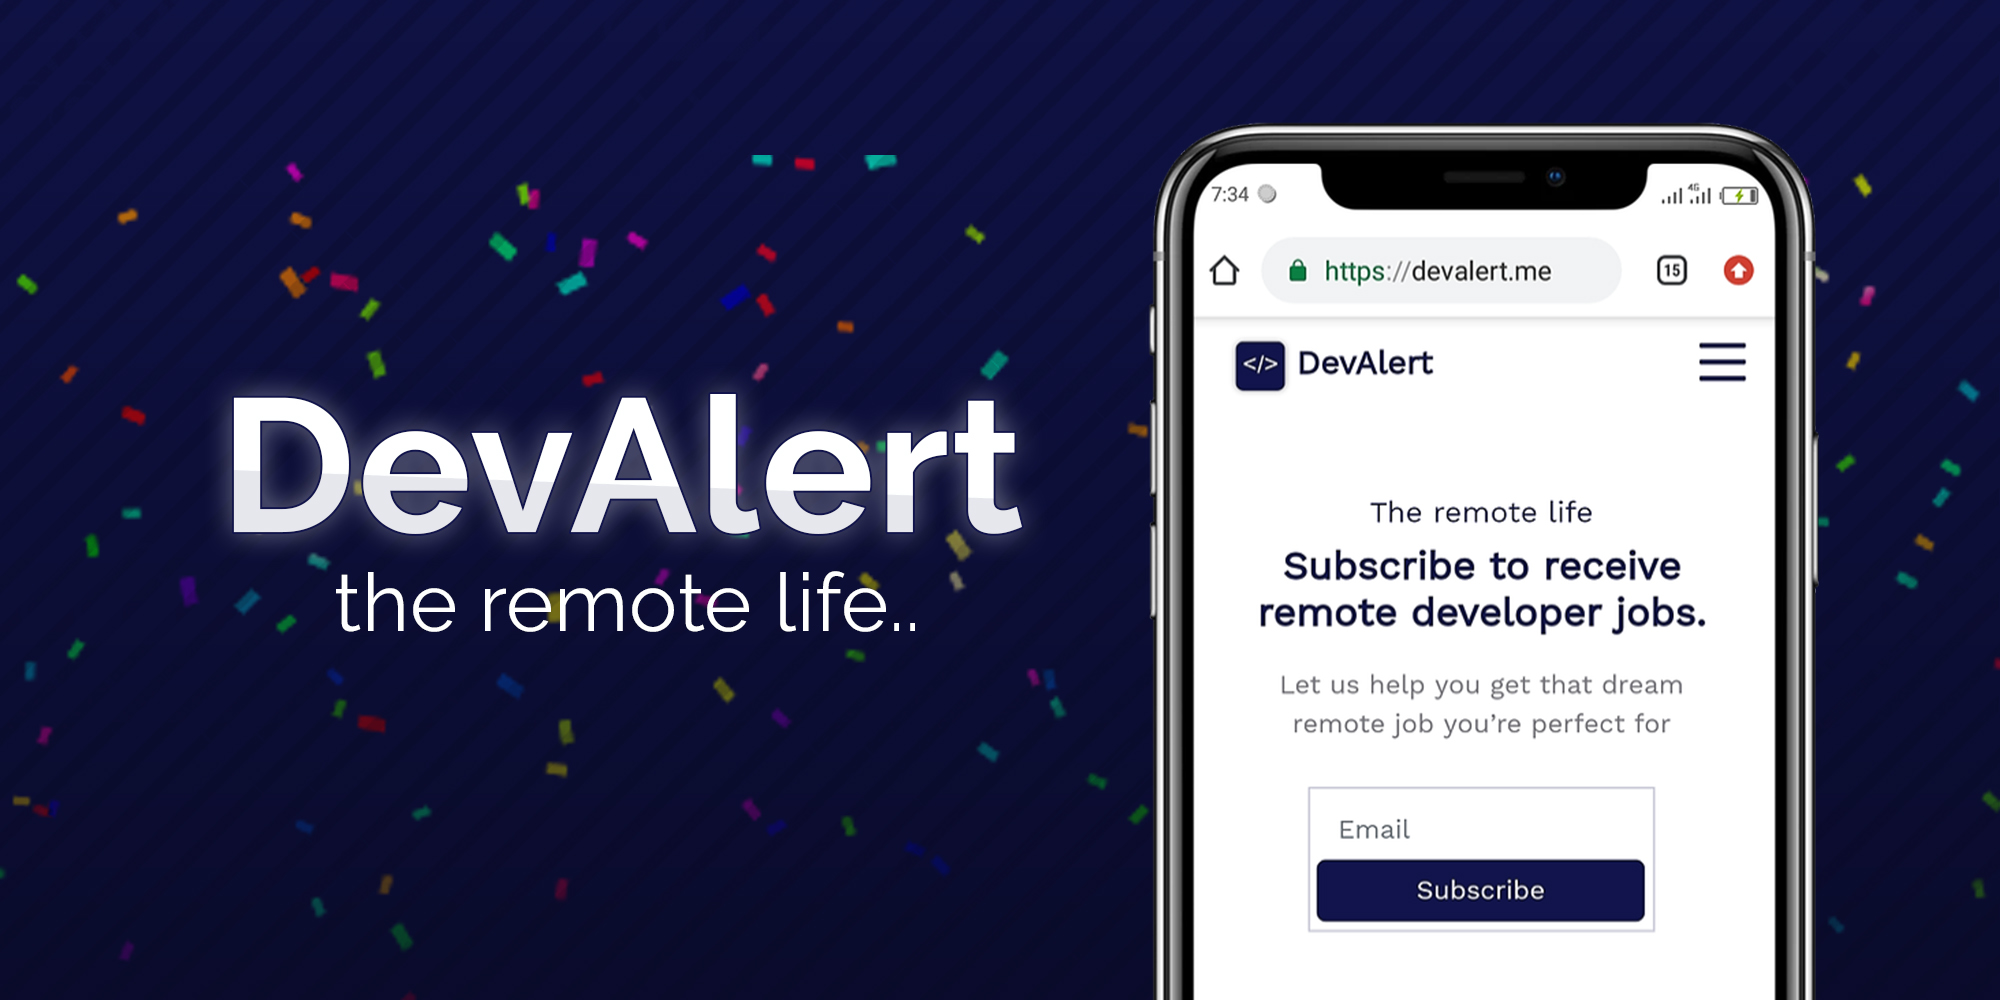 DevAlert
the remote life..
7:34
4G
https://devalert.me
15
</> DevAlert
The remote life
Subscribe to receive
remote developer jobs.
Let us help you get that dream
remote job you’re perfect for
Email
Subscribe